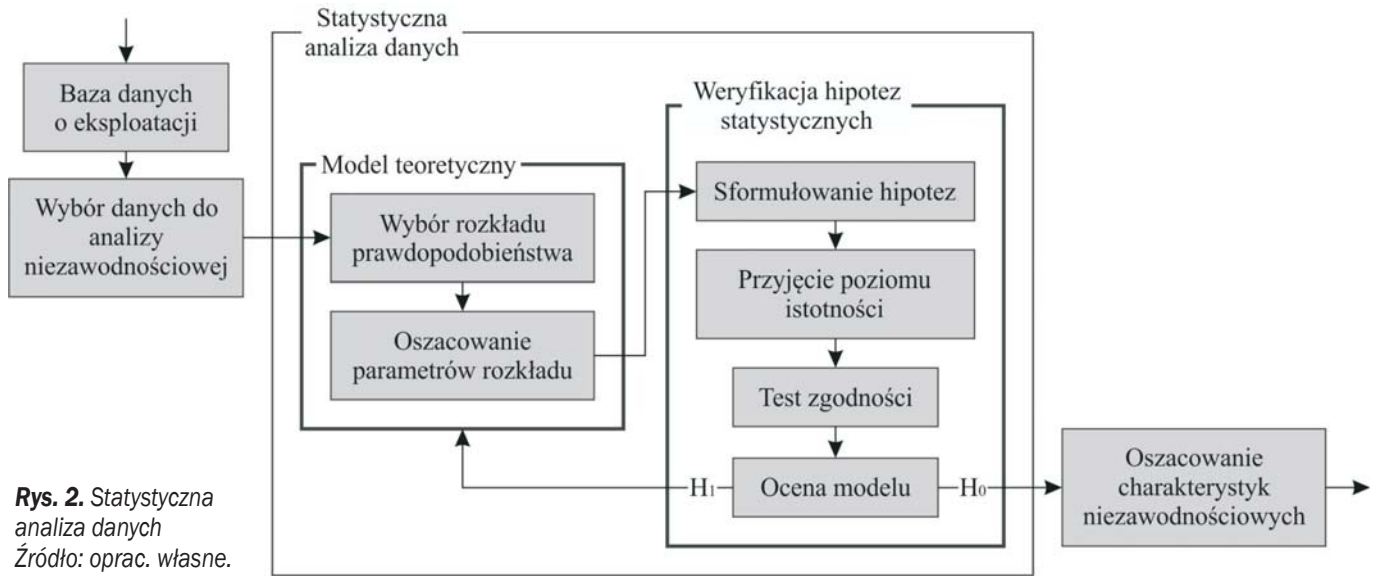 Statystyczna
analiza danych
Baza danych
o eksploatacji
Wybór danych do
analizy
niezawodnościowej
Model teoretyczny
Wybór rozkładu
prawdopodobieństwa
Oszacowanie
parametrów rozkładu
Weryfikacja hipotez
statystycznych
Sformułowanie hipotez
Przyjęcie poziomu
istotności
Test zgodności
H1
Ocena modelu
H0
Oszacowanie
charakterystyk
niezawodnościowych
Rys. 2. Statystyczna
analiza danych
Źródło: oprac. własne.